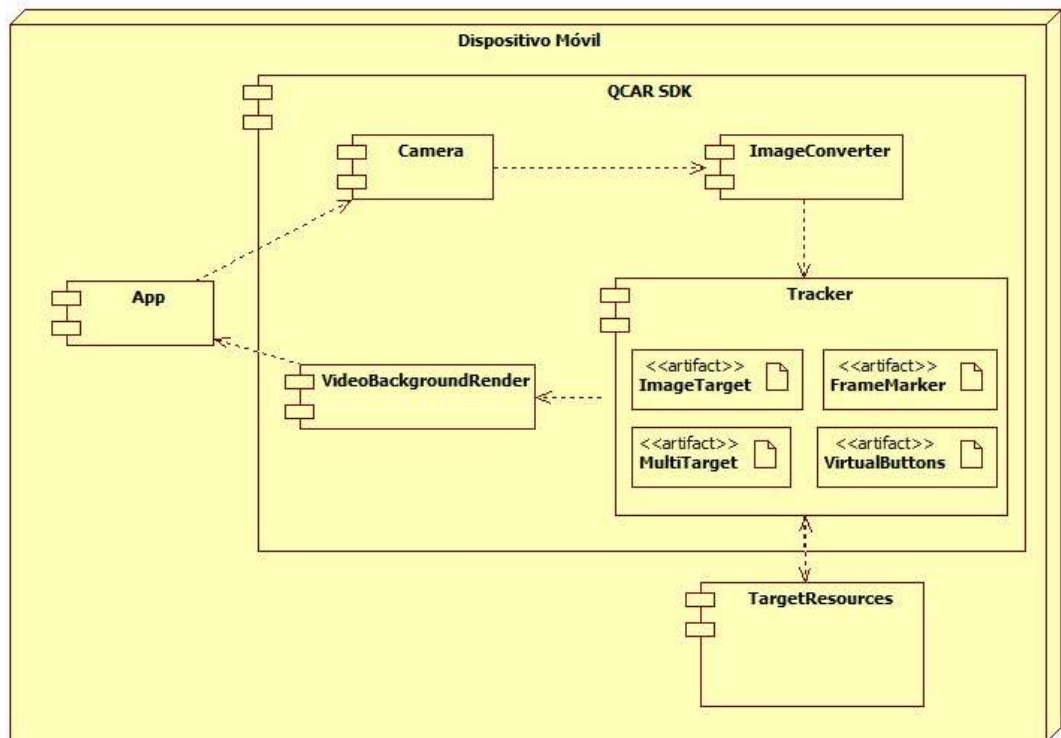 Dispositivo Móvil
QCAR SDK
Camera
ImageConverter
App
Tracker
VideoBackgroundRender
<<artifact>>
ImageTarget
<<artifact>>
FrameMarker
<<artifact>>
MultiTarget
<<artifact>>
VirtualButtons
TargetResources